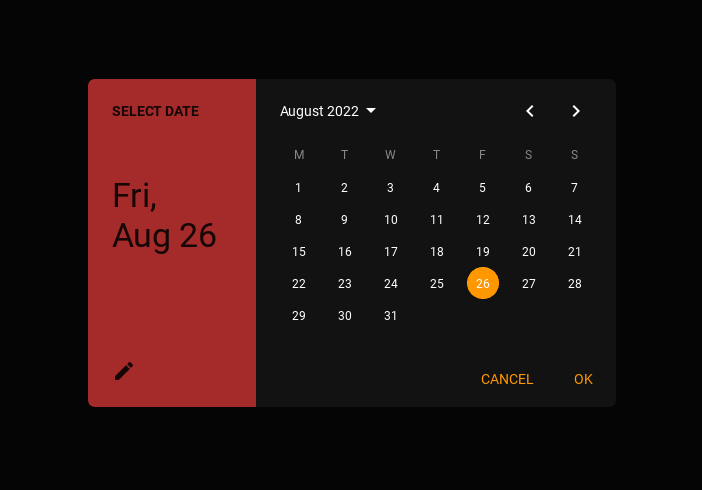 SELECT DATE
Fri,
Aug 26
August 2022
M T W T F S S
1 2 3 4 5 6 7
8 9 10 11 12 13 14
15 16 17 18 19 20 21
22 23 24 25 26 27 28
29 30 31
CANCEL OK